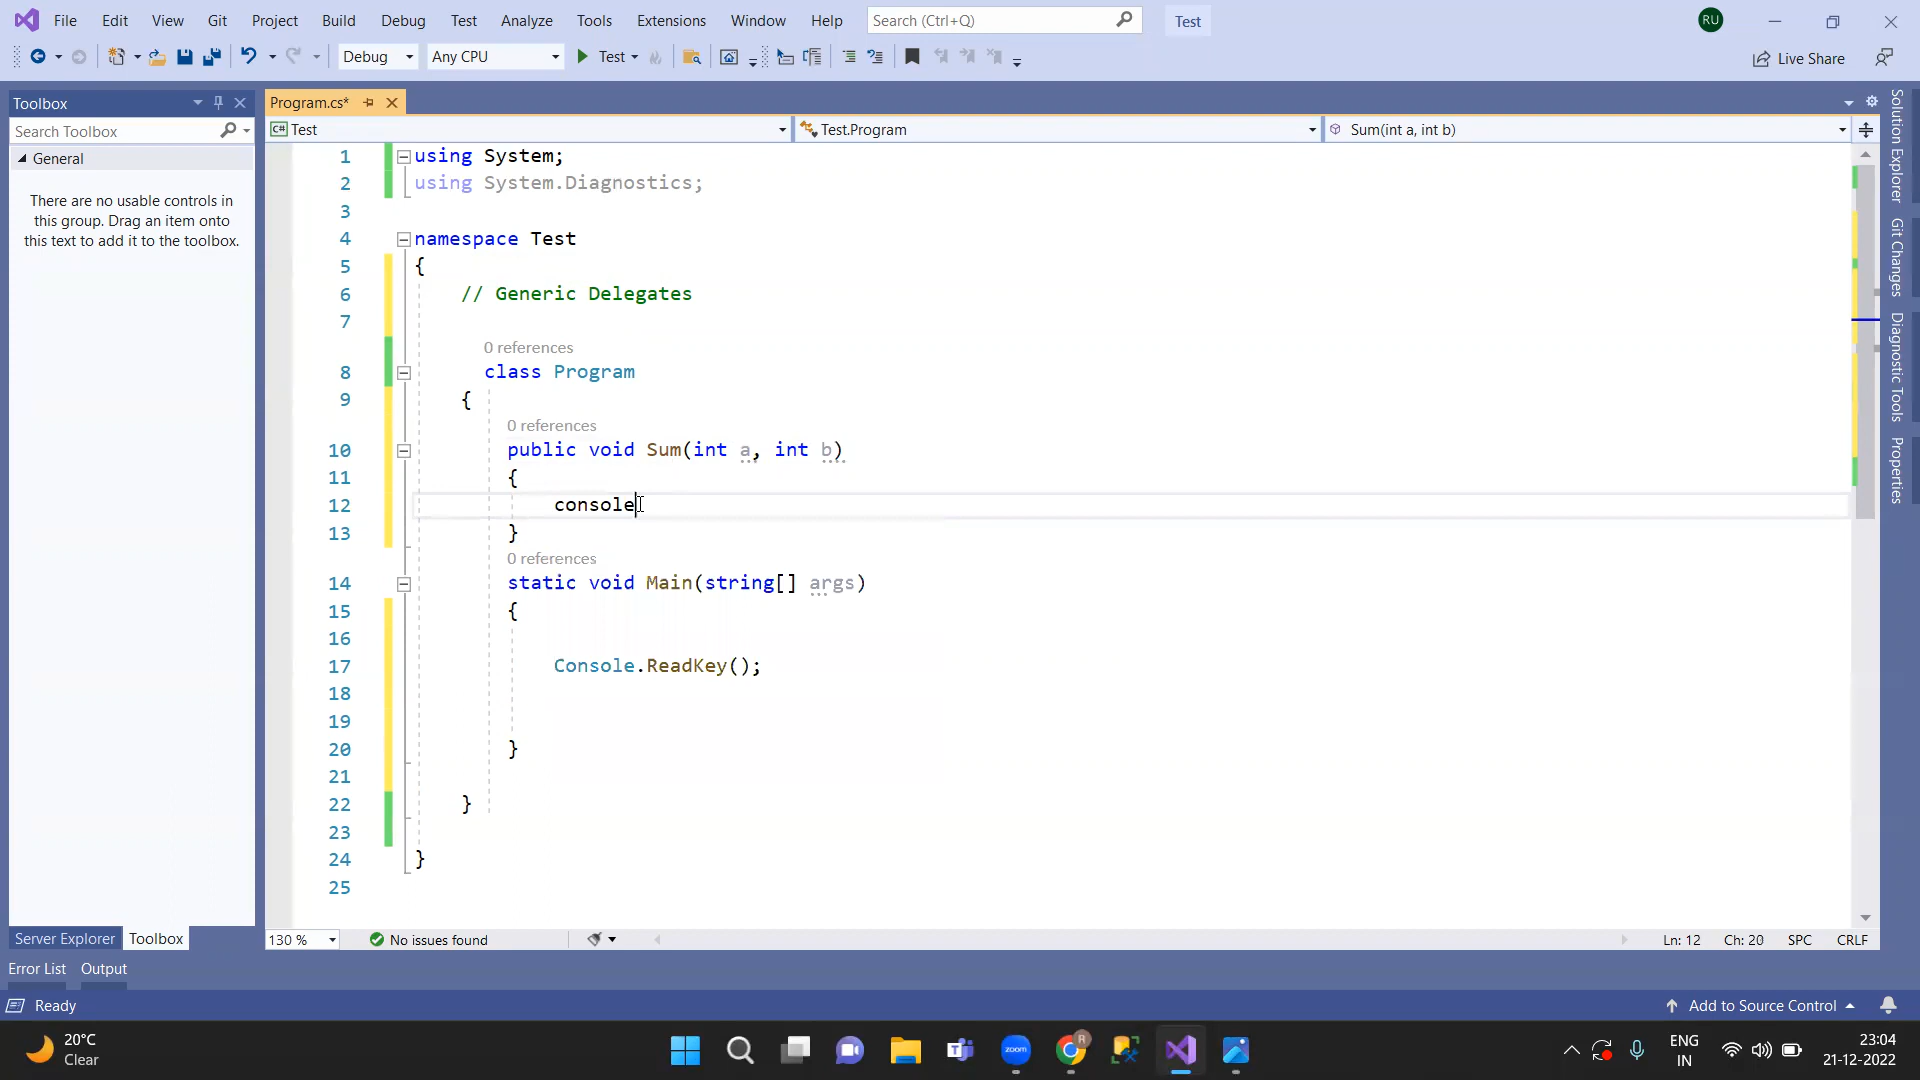 File Edit View Git Project Build Debug Test Analyze Tools Extensions Window Help Search (Ctrl+Q) Test RU
Debug Any CPU Test Live Share
Toolbox
Search Toolbox
General
There are no usable controls in
this group. Drag an item onto
this text to add it to the toolbox.
Server Explorer Toolbox
Program.cs*
C# Test Test.Program Sum(int a, int b)
1 using System;
2 using System.Diagnostics;
3
4 namespace Test
5 {
6 // Generic Delegates
7
0 references
8 class Program
9 {
0 references
10 public void Sum(int a, int b)
11 {
12 console
13 }
0 references
14 static void Main(string[] args)
15 {
16
17 Console.ReadKey();
18
19
20 }
21
22 }
23
24 }
25
130 % No issues found Ln: 12 Ch: 20 SPC CRLF
Solution Explorer
Git Changes
Diagnostic Tools
Properties
Error List Output
Ready Add to Source Control
20°C
Clear
zoom
R
ENG
IN
23:04
21-12-2022